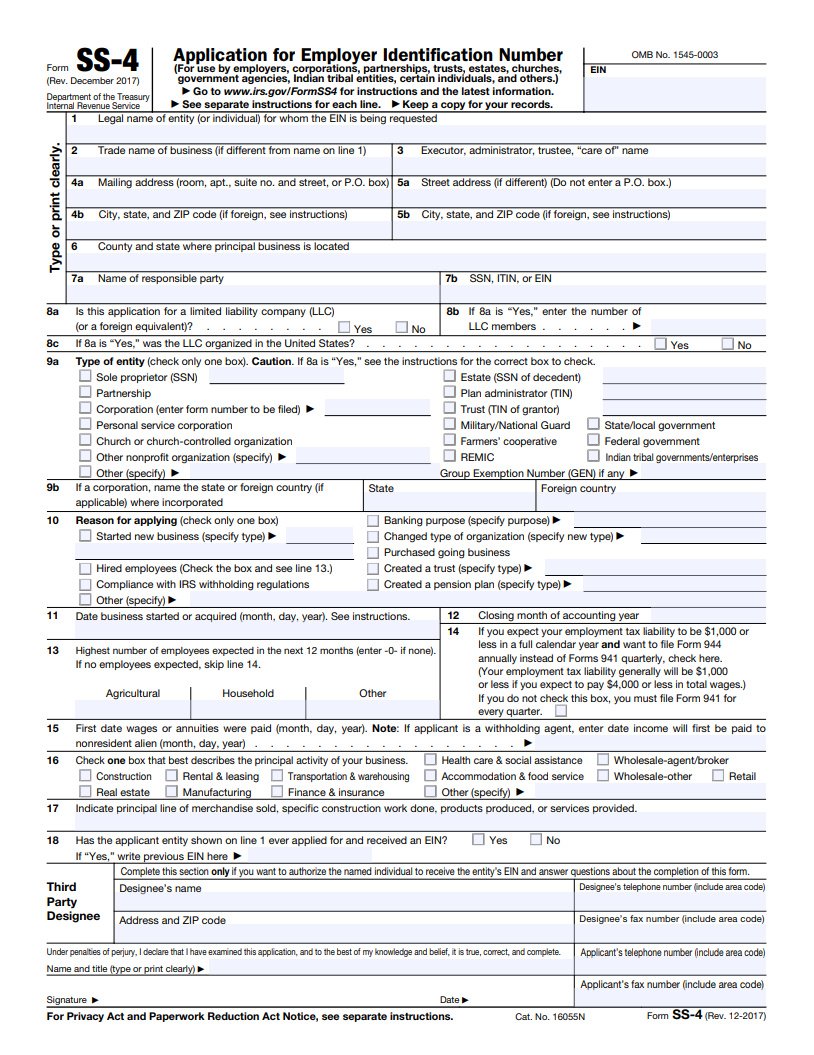 Form SS-4
(Rev. December 2017)
Department of the Treasury
Internal Revenue Service
Application for Employer Identification Number
(For use by employers, corporations, partnerships, trusts, estates, churches,
government agencies, Indian tribal entities, certain individuals, and others.)
▶ Go to www.irs.gov/FormSS4 for instructions and the latest information.
▶ See separate instructions for each line. ▶ Keep a copy for your records.
OMB No. 1545-0003
EIN
Type or print clearly.
1 Legal name of entity (or individual) for whom the EIN is being requested
2 Trade name of business (if different from name on line 1)
3 Executor, administrator, trustee, “care of” name
4a Mailing address (room, apt., suite no. and street, or P.O. box)
5a Street address (if different) (Do not enter a P.O. box.)
4b City, state, and ZIP code (if foreign, see instructions)
5b City, state, and ZIP code (if foreign, see instructions)
6 County and state where principal business is located
7a Name of responsible party
7b SSN, ITIN, or EIN
8a Is this application for a limited liability company (LLC)
(or a foreign equivalent)? . . . . . . . . Yes No
8b If 8a is “Yes,” enter the number of
LLC members . . . . . . ▶
8c If 8a is “Yes,” was the LLC organized in the United States? . . . . . . . . . . . . . . . . . . Yes No
9a Type of entity (check only one box). Caution. If 8a is “Yes,” see the instructions for the correct box to check.
Sole proprietor (SSN)
Partnership
Corporation (enter form number to be filed) ▶
Personal service corporation
Church or church-controlled organization
Other nonprofit organization (specify) ▶
Other (specify) ▶
Estate (SSN of decedent)
Plan administrator (TIN)
Trust (TIN of grantor)
Military/National Guard State/local government
Farmers’ cooperative Federal government
REMIC Indian tribal governments/enterprises
Group Exemption Number (GEN) if any ▶
9b If a corporation, name the state or foreign country (if
applicable) where incorporated
State
Foreign country
10 Reason for applying (check only one box)
Started new business (specify type) ▶
Hired employees (Check the box and see line 13.)
Compliance with IRS withholding regulations
Other (specify) ▶
Banking purpose (specify purpose) ▶
Changed type of organization (specify new type) ▶
Purchased going business
Created a trust (specify type) ▶
Created a pension plan (specify type) ▶
11 Date business started or acquired (month, day, year). See instructions.
12 Closing month of accounting year
13 Highest number of employees expected in the next 12 months (enter -0- if none).
If no employees expected, skip line 14.
Agricultural Household Other
14 If you expect your employment tax liability to be $1,000 or
less in a full calendar year and want to file Form 944
annually instead of Forms 941 quarterly, check here.
(Your employment tax liability generally will be $1,000
or less if you expect to pay $4,000 or less in total wages.)
If you do not check this box, you must file Form 941 for
every quarter.
15 First date wages or annuities were paid (month, day, year). Note: If applicant is a withholding agent, enter date income will first be paid to
nonresident alien (month, day, year) . . . . . . . . . . . . . . . . . ▶
16 Check one box that best describes the principal activity of your business.
Construction Rental & leasing Transportation & warehousing
Real estate Manufacturing Finance & insurance
Health care & social assistance Wholesale-agent/broker
Accommodation & food service Wholesale-other Retail
Other (specify) ▶
17 Indicate principal line of merchandise sold, specific construction work done, products produced, or services provided.
18 Has the applicant entity shown on line 1 ever applied for and received an EIN? Yes No
If “Yes,” write previous EIN here ▶
Third
Party
Designee
Complete this section only if you want to authorize the named individual to receive the entity’s EIN and answer questions about the completion of this form.
Designee’s name
Designee’s telephone number (include area code)
Address and ZIP code
Designee’s fax number (include area code)
Under penalties of perjury, I declare that I have examined this application, and to the best of my knowledge and belief, it is true, correct, and complete.
Applicant’s telephone number (include area code)
Name and title (type or print clearly) ▶
Applicant’s fax number (include area code)
Signature ▶ Date ▶
For Privacy Act and Paperwork Reduction Act Notice, see separate instructions. Cat. No. 16055N Form SS-4 (Rev. 12-2017)